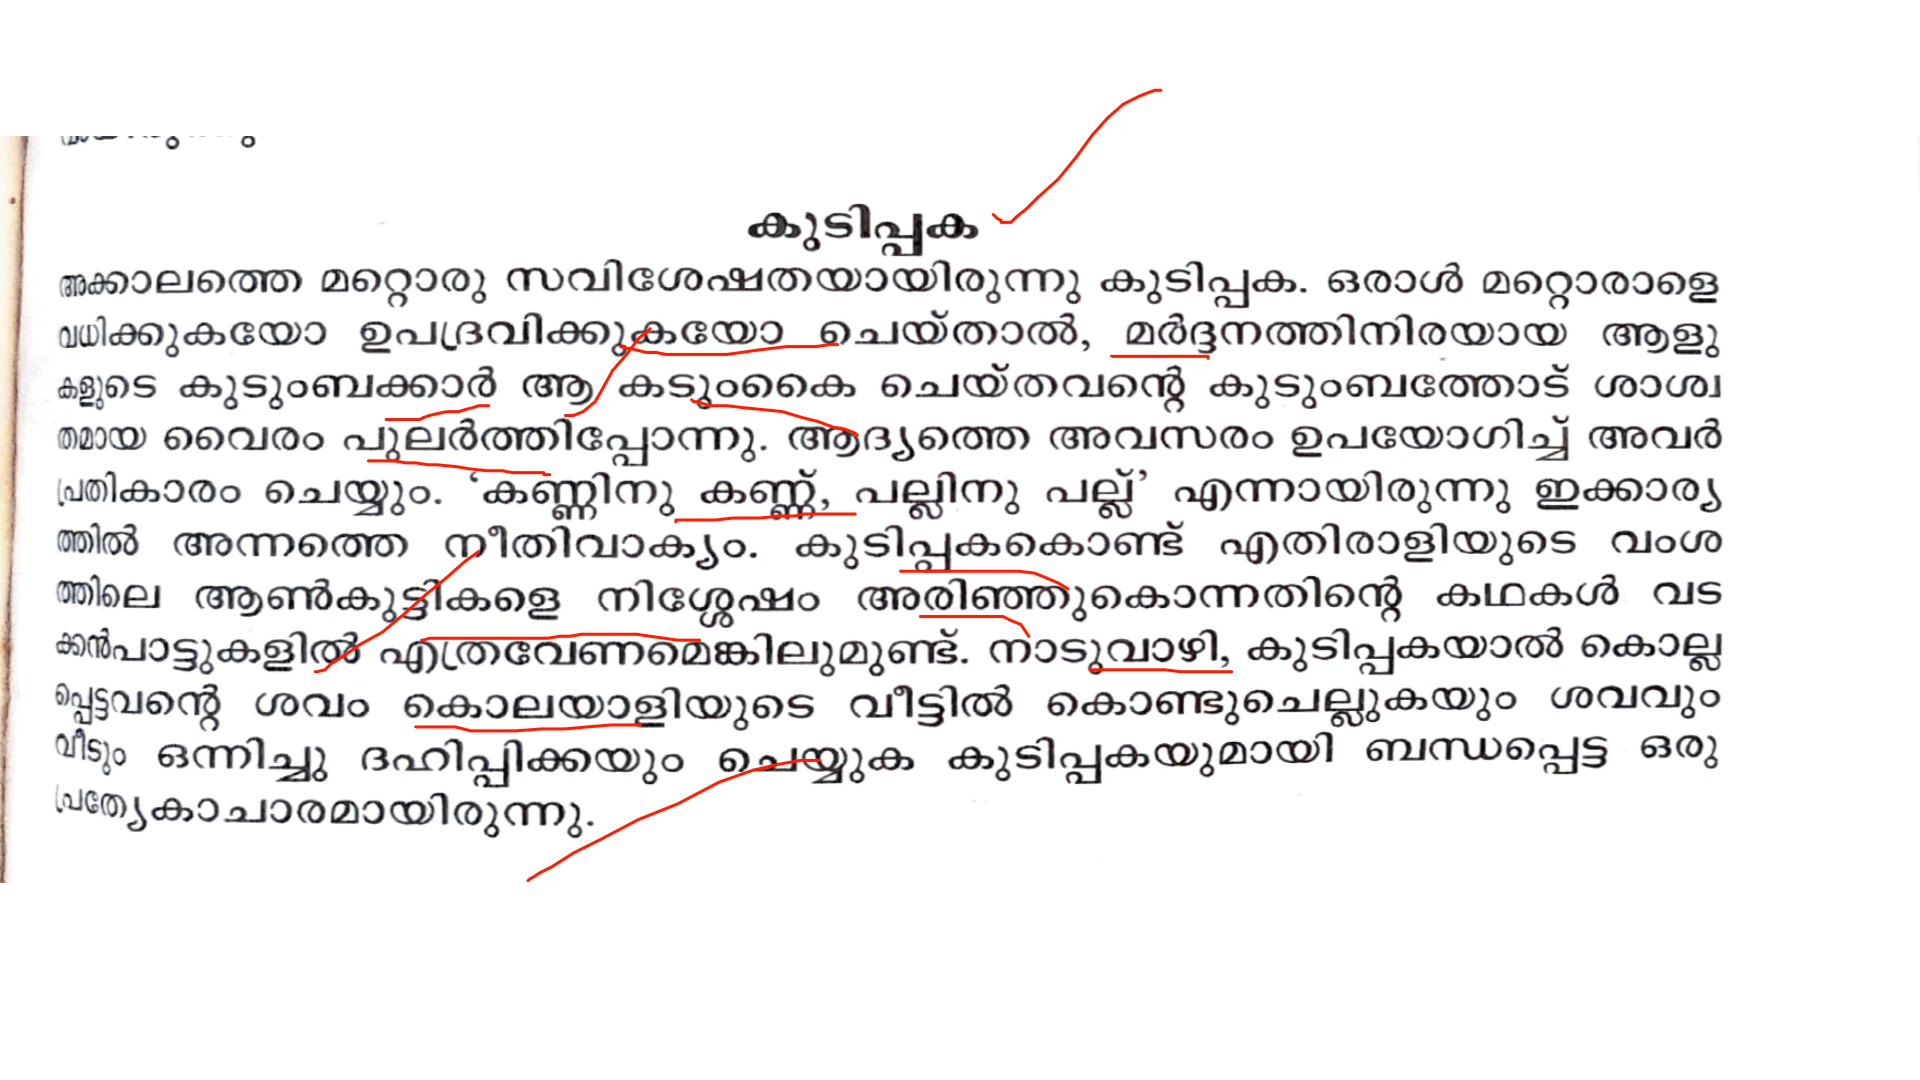 കുടിപ്പക
അക്കാലത്തെ മറ്റൊരു സവിശേഷതയായിരുന്നു കുടിപ്പക. ഒരാൾ മറ്റൊരാളെ
വധിക്കുകയോ ഉപദ്രവിക്കുകയോ ചെയ്താൽ, മർദ്ദനത്തിനിരയായ ആളു
കളുടെ കുടുംബക്കാർ ആ കടുംകൈ ചെയ്തവന്റെ കുടുംബത്തോട് ശാശ്വ
തമായ വൈരം പുലർത്തിപ്പോന്നു. ആദ്യത്തെ അവസരം ഉപയോഗിച്ച് അവർ
പ്രതികാരം ചെയ്യും. ‘കണ്ണിനു കണ്ണ്, പല്ലിനു പല്ല്’ എന്നായിരുന്നു ഇക്കാര്യ
ത്തിൽ അന്നത്തെ നീതിവാക്യം. കുടിപ്പകകൊണ്ട് എതിരാളിയുടെ വംശ
ത്തിലെ ആൺകുട്ടികളെ നിശ്ശേഷം അരിഞ്ഞുകൊന്നതിന്റെ കഥകൾ വട
ക്കൻപാട്ടുകളിൽ എത്രവേണമെങ്കിലുമുണ്ട്. നാടുവാഴി, കുടിപ്പകയാൽ കൊല്ല
പ്പെട്ടവന്റെ ശവം കൊലയാളിയുടെ വീട്ടിൽ കൊണ്ടുചെല്ലുകയും ശവവും
വീടും ഒന്നിച്ചു ദഹിപ്പിക്കയും ചെയ്യുക കുടിപ്പകയുമായി ബന്ധപ്പെട്ട ഒരു
പ്രത്യേകാചാരമായിരുന്നു.